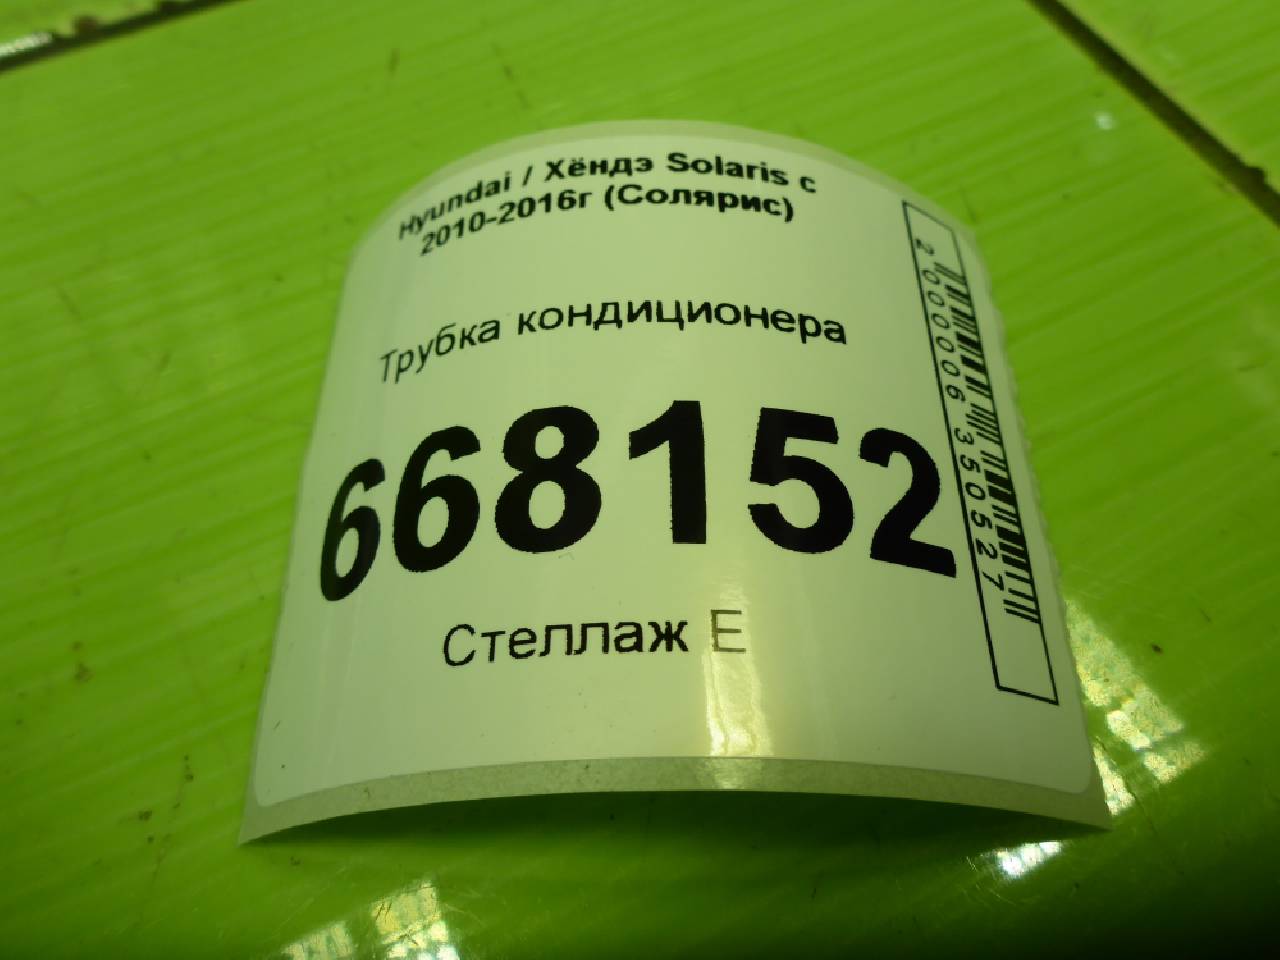 Hyundai / Хёндэ Solaris с
2010-2016г (Солярис)
Трубка кондиционера
668152
Стеллаж Е
2000006350527